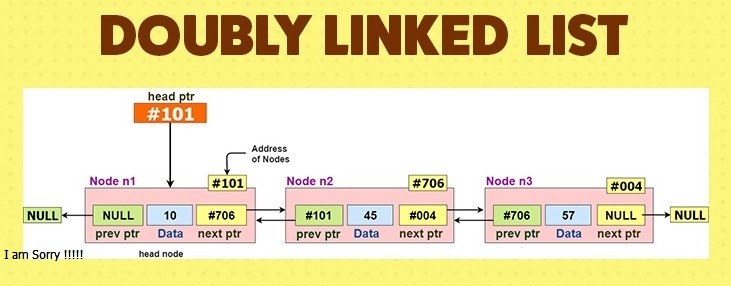 DOUBLY LINKED LIST
head ptr
#101
Address
of Nodes
Node n1
#101
Node n2
#706
Node n3
#004
NULL
NULL
10
#706
#101
45
#004
#706
57
NULL
NULL
prev ptr
Data
next ptr
prev ptr
Data
next ptr
prev ptr
Data
next ptr
I am Sorry !!!!!
head node